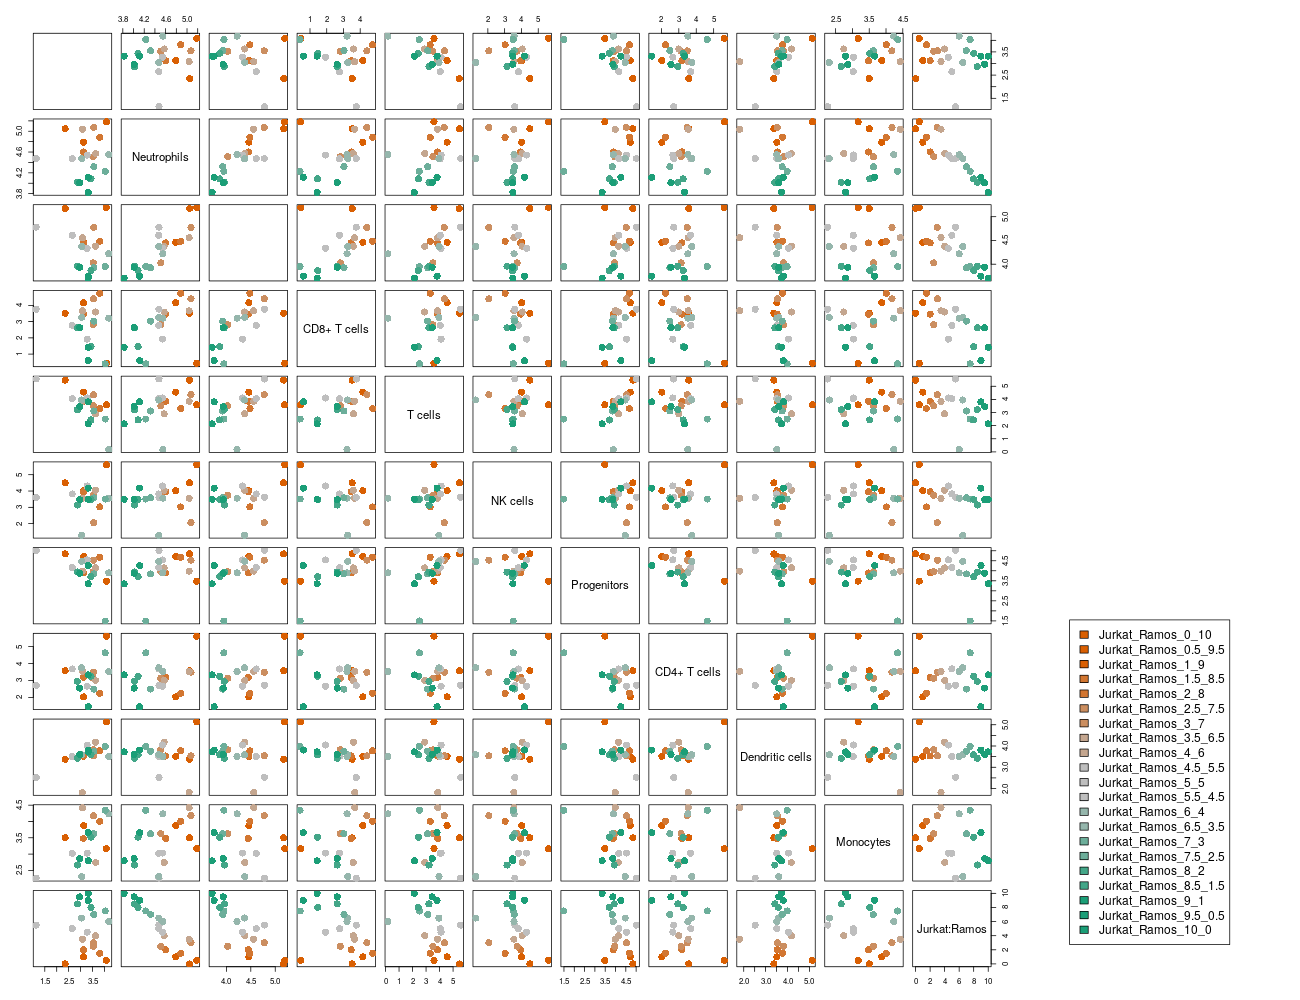 3.8 4.2 4.6 5.0 1 2 3 4 2 3 4 5 2 3 4 5 2.5 3.5 4.5
1.5 2.5 3.5
Neutrophils
3.8 4.2 4.6 5.0
4.0 4.5 5.0
CD8+ T cells
1 2 3 4
T cells
0 1 2 3 4 5
NK cells
2 3 4 5
Progenitors
1.5 2.5 3.5 4.5
CD4+ T cells
2 3 4 5
Dendritic cells
2.0 3.0 4.0 5.0
Monocytes
2.5 3.5 4.5
Jurkat:Ramos
0 2 4 6 8 10
1.5 2.5 3.5 4.0 4.5 5.0 0 1 2 3 4 5 1.5 2.5 3.5 4.5 2.0 3.0 4.0 5.0 0 2 4 6 8 10
Jurkat_Ramos_0_10
Jurkat_Ramos_0.5_9.5
Jurkat_Ramos_1_9
Jurkat_Ramos_1.5_8.5
Jurkat_Ramos_2_8
Jurkat_Ramos_2.5_7.5
Jurkat_Ramos_3_7
Jurkat_Ramos_3.5_6.5
Jurkat_Ramos_4_6
Jurkat_Ramos_4.5_5.5
Jurkat_Ramos_5_5
Jurkat_Ramos_5.5_4.5
Jurkat_Ramos_6_4
Jurkat_Ramos_6.5_3.5
Jurkat_Ramos_7_3
Jurkat_Ramos_7.5_2.5
Jurkat_Ramos_8_2
Jurkat_Ramos_8.5_1.5
Jurkat_Ramos_9_1
Jurkat_Ramos_9.5_0.5
Jurkat_Ramos_10_0